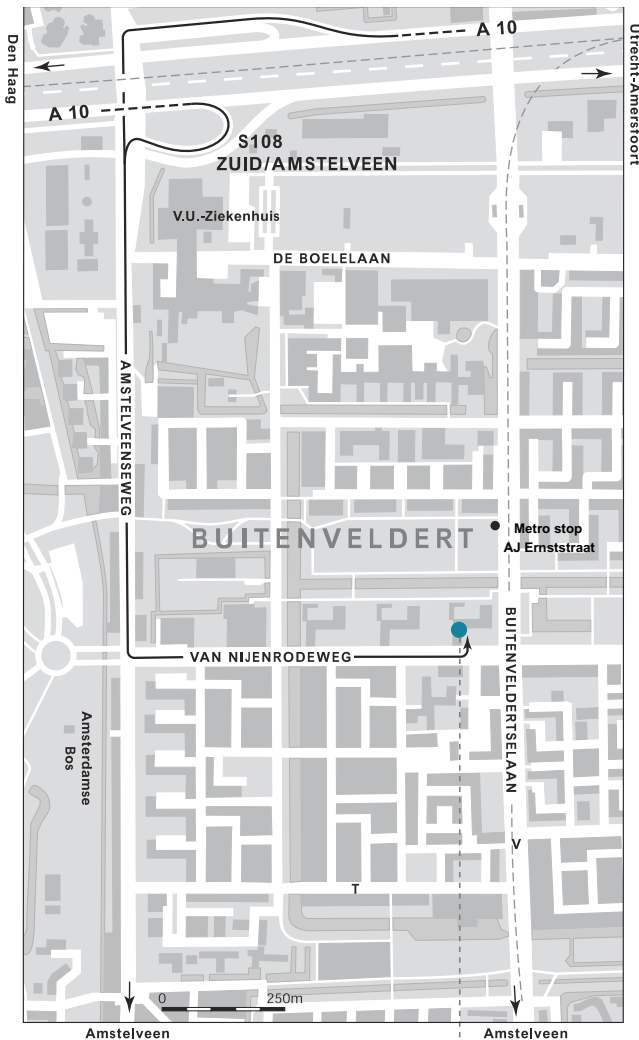 Den Haag
A 10
Utrecht-Amersfoort
A 10
S108
ZUID/AMSTELVEEN
V.U.-Ziekenhuis
DE BOELELAAN
AMSTELVEENSEWEG
BUITENVELDERT
Metro stop
AJ Ernststraat
BUITENVELDERTSELAAN
VAN NIJENRODEWEG
Amsterdamse
Bos
V
T
0 250m
Amstelveen
Amstelveen